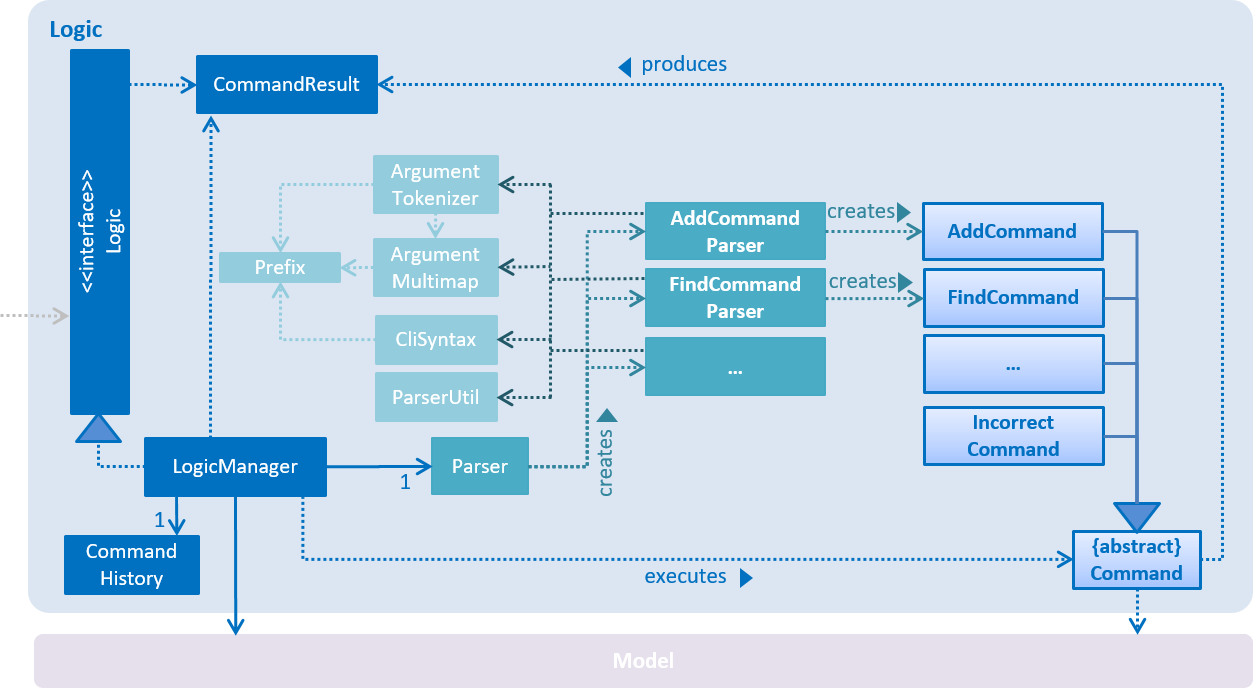 Logic
<<interface>>
Logic
CommandResult
produces
Argument
Tokenizer
Argument
Multimap
Prefix
CliSyntax
ParserUtil
AddCommand
Parser
creates
AddCommand
FindCommand
Parser
creates
FindCommand
...
...
Incorrect
Command
LogicManager
1
Parser
creates
1
Command
History
executes
{abstract}
Command
Model